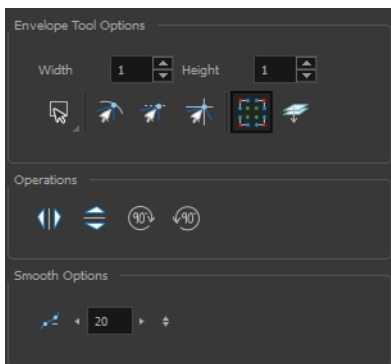 Envelope Tool Options
Width 1 Height 1
Operations
90° 90°
Smooth Options
20